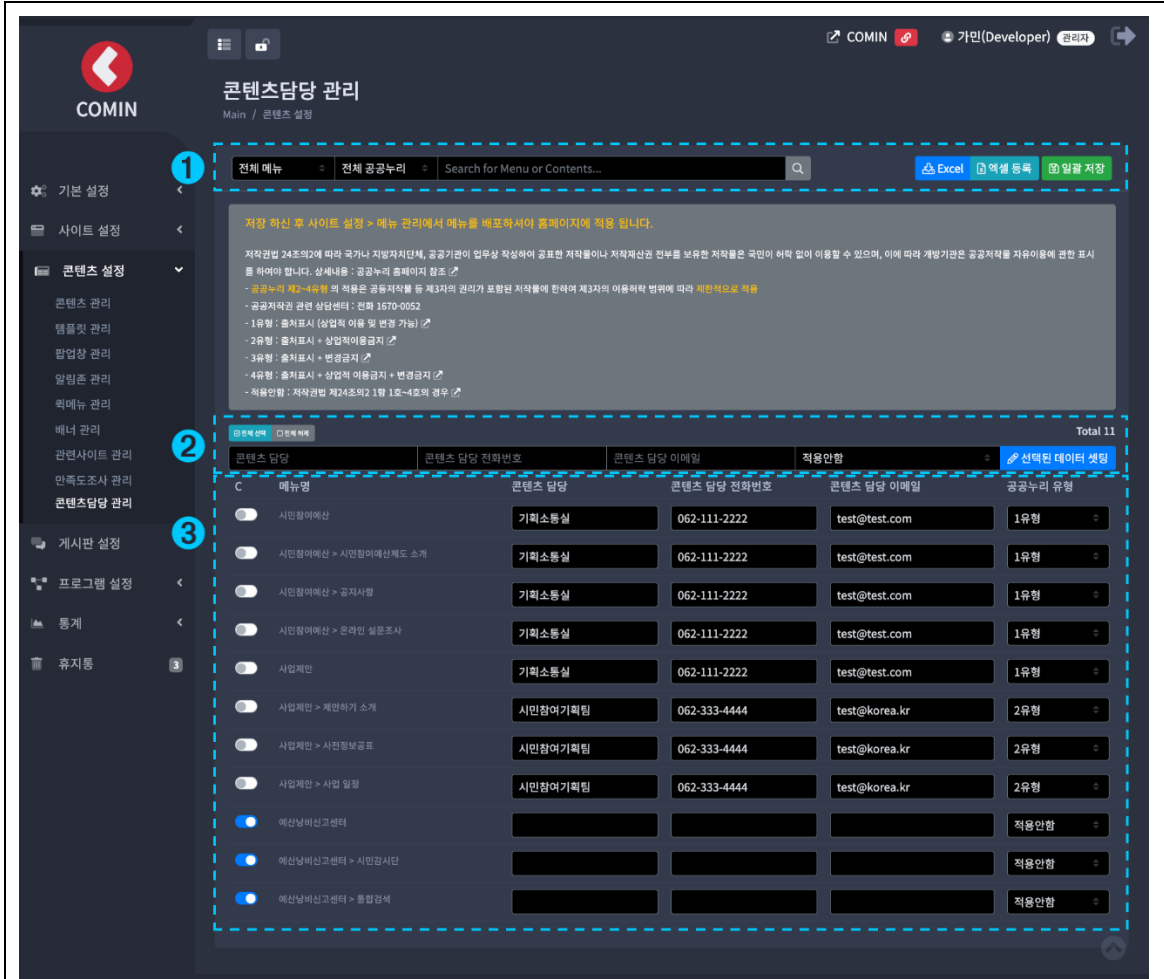 COMIN
가민(Developer)
관리자
COMIN
콘텐츠담당 관리
Main / 콘텐츠 설정
기본 설정
사이트 설정
콘텐츠 설정
콘텐츠 관리
템플릿 관리
팝업창 관리
알림존 관리
퀵메뉴 관리
배너 관리
관련사이트 관리
만족도조사 관리
콘텐츠담당 관리
게시판 설정
프로그램 설정
통계
휴지통 3
1
전체 메뉴 전체 공공누리 Search for Menu or Contents... Excel 엑셀 등록 일괄 저장
저장 하신 후 사이트 설정 > 메뉴 관리에서 메뉴를 배포하셔야 홈페이지에 적용 됩니다.
저작권법 24조의2에 따라 국가나 지방자치단체, 공공기관이 업무상 작성하여 공표한 저작물이나 저작재산권 전부를 보유한 저작물은 국민이 허락 없이 이용할 수 있으며, 이에 따라 개방기관은 공공저작물 자유이용에 관한 표시
를 하여야 합니다. 상세내용 : 공공누리 홈페이지 참조
- 공공누리 제2~4유형 의 적용은 공동저작물 등 제3자의 권리가 포함된 저작물에 한하여 제3자의 이용허락 범위에 따라 제한적으로 적용
- 공공저작권 관련 상담센터 : 전화 1670-0052
- 1유형 : 출처표시 (상업적 이용 및 변경 가능)
- 2유형 : 출처표시 + 상업적이용금지
- 3유형 : 출처표시 + 변경금지
- 4유형 : 출처표시 + 상업적 이용금지 + 변경금지
- 적용안함 : 저작권법 제24조의2 1항 1호~4호의 경우
2
전체 선택 전체 해제 Total 11
콘텐츠 담당 콘텐츠 담당 전화번호 콘텐츠 담당 이메일 적용안함 선택된 데이터 셋팅
3
C 메뉴명 콘텐츠 담당 콘텐츠 담당 전화번호 콘텐츠 담당 이메일 공공누리 유형
시민참여예산 기획소통실 062-111-2222 test@test.com 1유형
시민참여예산 > 시민참여예산제도 소개 기획소통실 062-111-2222 test@test.com 1유형
시민참여예산 > 공지사항 기획소통실 062-111-2222 test@test.com 1유형
시민참여예산 > 온라인 설문조사 기획소통실 062-111-2222 test@test.com 1유형
사업제안 기획소통실 062-111-2222 test@test.com 1유형
사업제안 > 제안하기 소개 시민참여기획팀 062-333-4444 test@korea.kr 2유형
사업제안 > 사전정보공표 시민참여기획팀 062-333-4444 test@korea.kr 2유형
사업제안 > 사업 일정 시민참여기획팀 062-333-4444 test@korea.kr 2유형
예산낭비신고센터 적용안함
예산낭비신고센터 > 시민감시단 적용안함
예산낭비신고센터 > 통합검색 적용안함